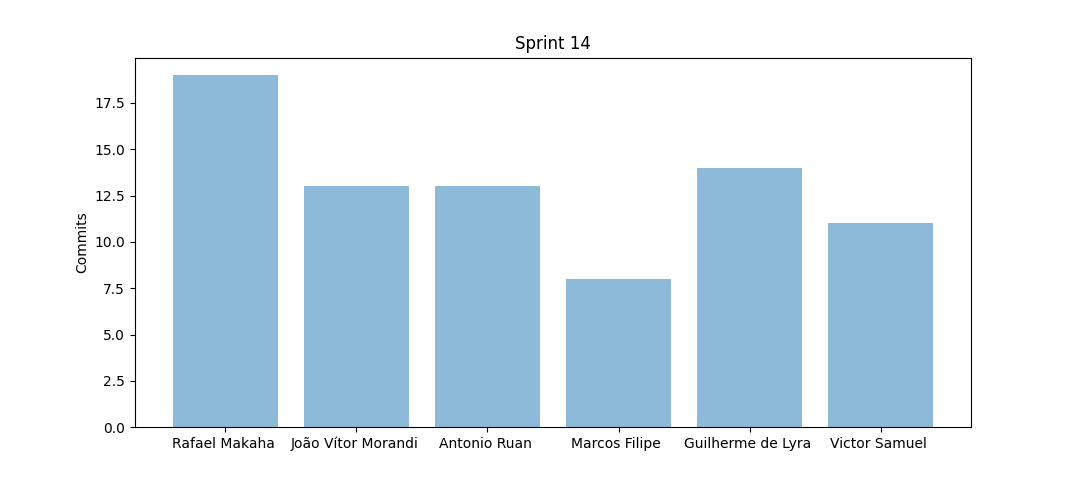 Sprint 14
Commits
17.5
15.0
12.5
10.0
7.5
5.0
2.5
0.0
Rafael Makaha João Vítor Morandi Antonio Ruan Marcos Filipe Guilherme de Lyra Victor Samuel